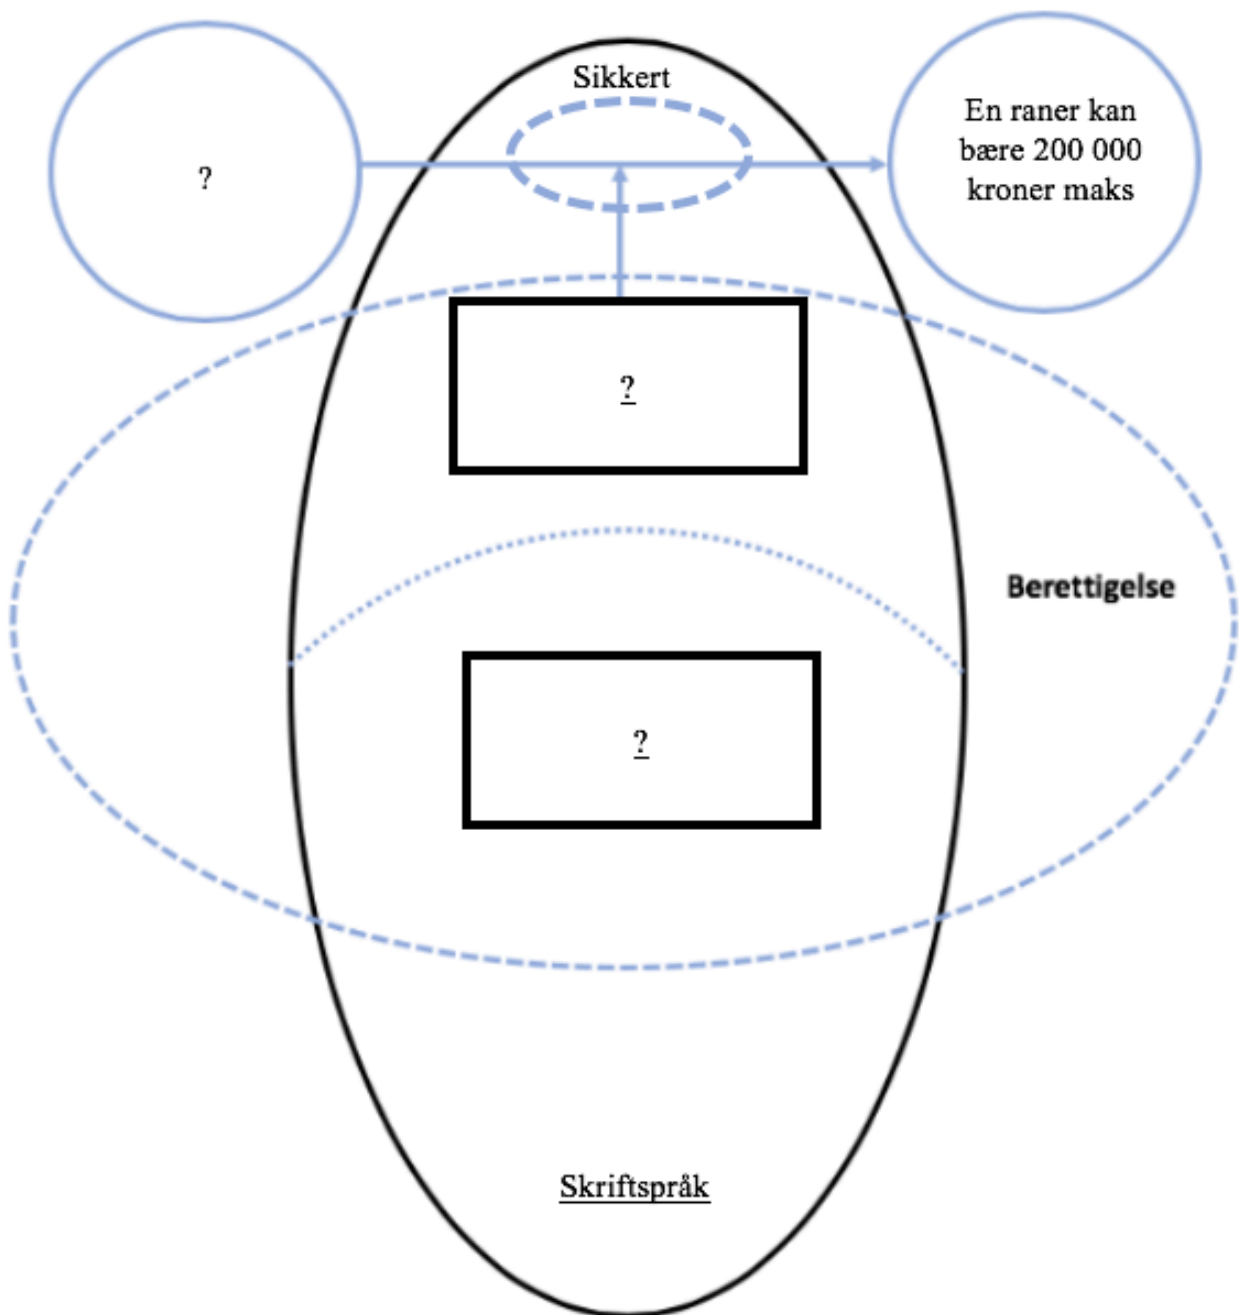 Sikkert
?
En raner kan
bære 200 000
kroner maks
?
Berettigelse
?
Skriftspråk